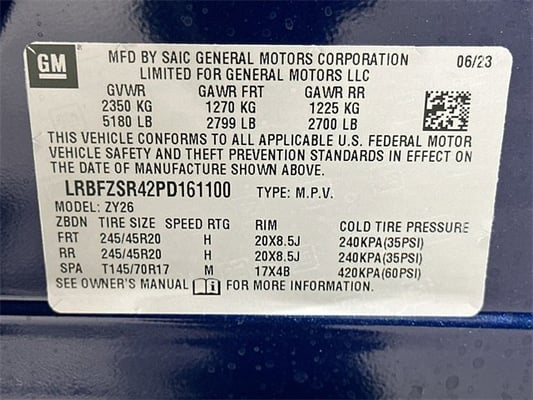 GM
MFD BY SAIC GENERAL MOTORS CORPORATION 06/23
LIMITED FOR GENERAL MOTORS LLC
GVWR GAWR FRT GAWR RR
2350 KG 1270 KG 1225 KG
5180 LB 2799 LB 2700 LB
THIS VEHICLE CONFORMS TO ALL APPLICABLE U.S. FEDERAL MOTOR
VEHICLE SAFETY AND THEFT PREVENTION STANDARDS IN EFFECT ON
THE DATE OF MANUFACTURE SHOWN ABOVE.
LRBFZSR42PD161100 TYPE: M.P.V.
MODEL: ZY26
ZBDN TIRE SIZE SPEED RTG RIM COLD TIRE PRESSURE
FRT 245/45R20 H 20X8.5J 240KPA(35PSI)
RR 245/45R20 H 20X8.5J 240KPA(35PSI)
SPA T145/70R17 M 17X4B 420KPA(60PSI)
SEE OWNER'S MANUAL FOR MORE INFORMATION.